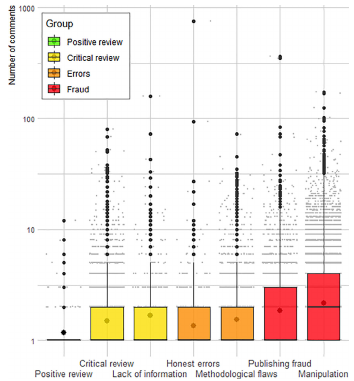 Number of comments
1000
100
10
1
Group
Positive review
Critical review
Errors
Fraud
Critical review Honest errors Publishing fraud
Positive review Lack of information Methodological flaws Manipulation